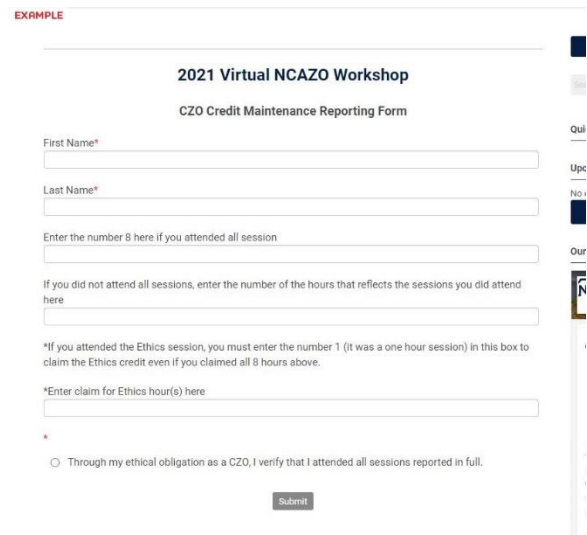 EXAMPLE
2021 Virtual NCAZO Workshop
CZO Credit Maintenance Reporting Form
First Name*
Last Name*
Enter the number 8 here if you attended all session
If you did not attend all sessions, enter the number of the hours that reflects the sessions you did attend
here
*If you attended the Ethics session, you must enter the number 1 (it was a one hour session) in this box to
claim the Ethics credit even if you claimed all 8 hours above.
*Enter claim for Ethics hour(s) here
*
Through my ethical obligation as a CZO, I verify that I attended all sessions reported in full.
Submit
Qui
Upc
No
Our
N